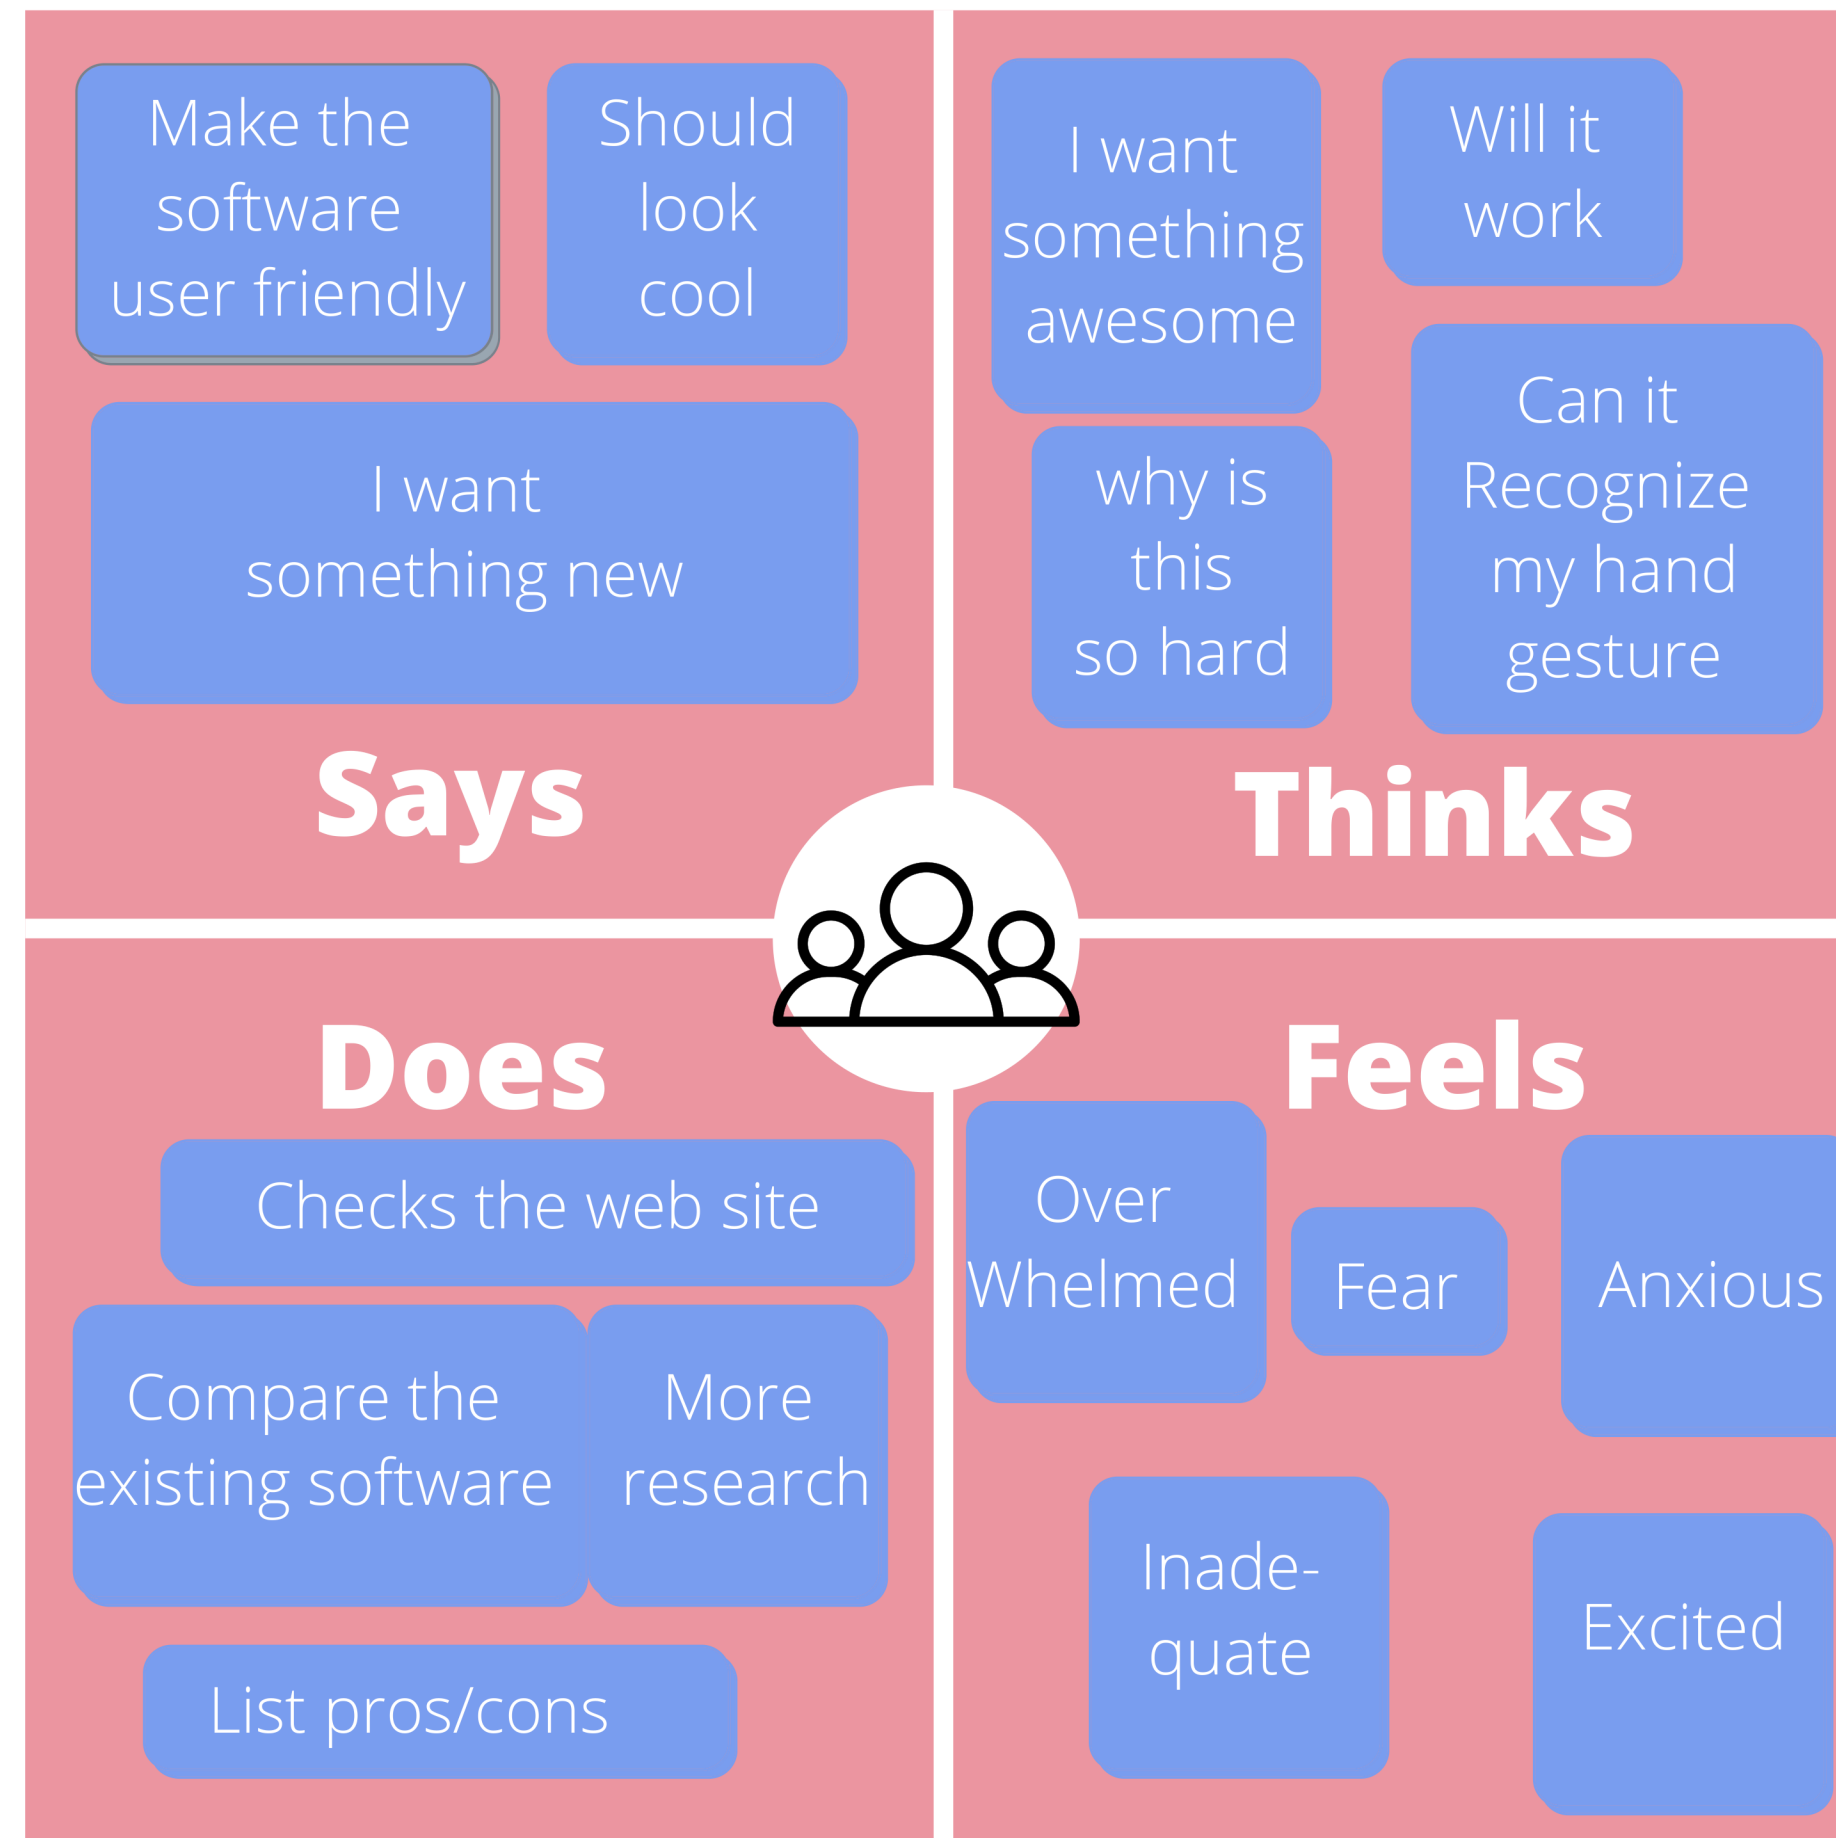 Make the
software
user friendly
Should
look
cool
I want
something new
Says
I want
something
awesome
Will it
work
why is
this
so hard
Can it
Recognize
my hand
gesture
Thinks
Does
Checks the web site
Compare the
existing software
More
research
List pros/cons
Feels
Over
Whelmed
Fear
Anxious
Inade-
quate
Excited